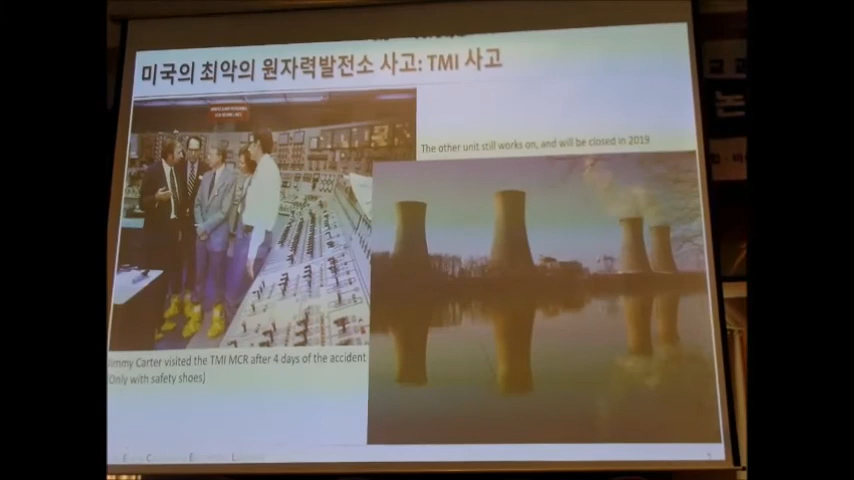 미국의 최악의 원자력발전소 사고: TMI 사고
The other unit still works on, and will be closed in 2019
Jimmy Carter visited the TMI MCR after 4 days of the accident
[Only with safety shoes]